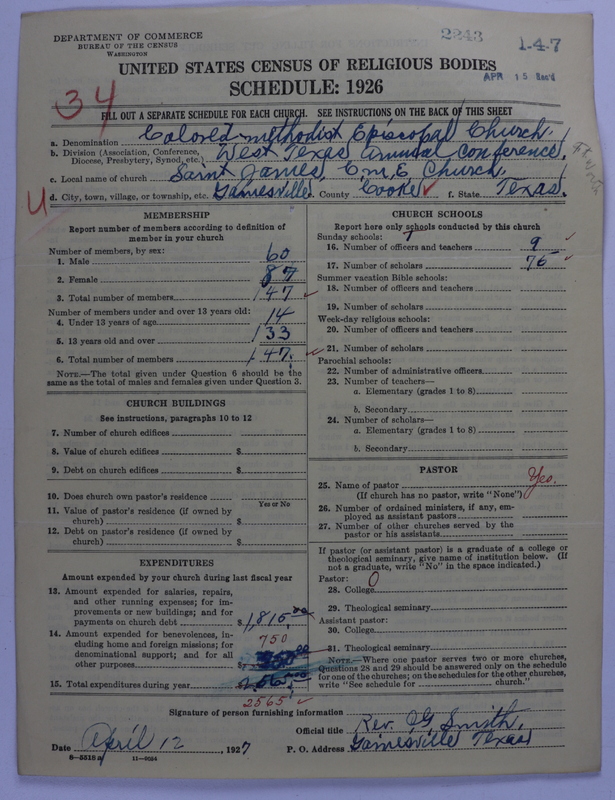 DEPARTMENT OF COMMERCE
BUREAU OF THE CENSUS
WASHINGTON
2243
1-4-7
APR 15 Rec'd
UNITED STATES CENSUS OF RELIGIOUS BODIES
SCHEDULE: 1926
34
FILL OUT A SEPARATE SCHEDULE FOR EACH CHURCH. SEE INSTRUCTIONS ON THE BACK OF THIS SHEET
a. Denomination Colored methodist Episcopal Church.
b. Division (Association, Conference, Diocese, Presbytery, Synod, etc.) West Texas annual conference.
c. Local name of church Saint James, C.M.E. Church.
d. City, town, village, or township, etc. Gainesville e. County Cooke f. State Texas.
4
MEMBERSHIP
Report number of members according to definition of
member in your church
Number of members, by sex:
1. Male 60
2. Female 87
3. Total number of members 147
Number of members under and over 13 years old:
4. Under 13 years of age 14
5. 13 years old and over 133
6. Total number of members 147
NOTE.—The total given under Question 6 should be the
same as the total of males and females given under Question 3.
CHURCH BUILDINGS
See instructions, paragraphs 10 to 12
7. Number of church edifices
8. Value of church edifices $
9. Debt on church edifices $
10. Does church own pastor's residence
Yes or No
11. Value of pastor's residence (if owned by
church) $
12. Debt on pastor's residence (if owned by
church) $
EXPENDITURES
Amount expended by your church during last fiscal year
13. Amount expended for salaries, repairs,
and other running expenses; for im-
provements or new buildings; and for
payments on church debt $1,815.00
14. Amount expended for benevolences, in-
cluding home and foreign missions; for
denominational support; and for all
other purposes $
750
15. Total expenditures during year $2565.00
2565
CHURCH SCHOOLS
Report here only schools conducted by this church
Sunday schools:
16. Number of officers and teachers 9
17. Number of scholars 75
Summer vacation Bible schools:
18. Number of officers and teachers
19. Number of scholars
Week-day religious schools:
20. Number of officers and teachers
21. Number of scholars
Parochial schools:
22. Number of administrative officers
23. Number of teachers—
a. Elementary (grades 1 to 8)
b. Secondary
24. Number of scholars—
a. Elementary (grades 1 to 8)
b. Secondary
PASTOR
25. Name of pastor Yes.
(If church has no pastor, write "None")
26. Number of ordained ministers, if any, em-
ployed as assistant pastors
27. Number of other churches served by the
pastor or his assistants
If pastor (or assistant pastor) is a graduate of a college or
theological seminary, give name of institution below. (If
not a graduate, write "No" in the space indicated.)
Pastor: 0
28. College
29. Theological seminary
Assistant pastor:
30. College
31. Theological seminary
NOTE.—Where one pastor serves two or more churches,
Questions 28 and 29 should be answered only on the schedule
for one of the churches; on the schedules for the other churches,
write "See schedule for church."
Signature of person furnishing information
Official title Rev. G Smith,
Date April 12, 1927 P. O. Address Gainesville Texas
8-5518a 11-9034